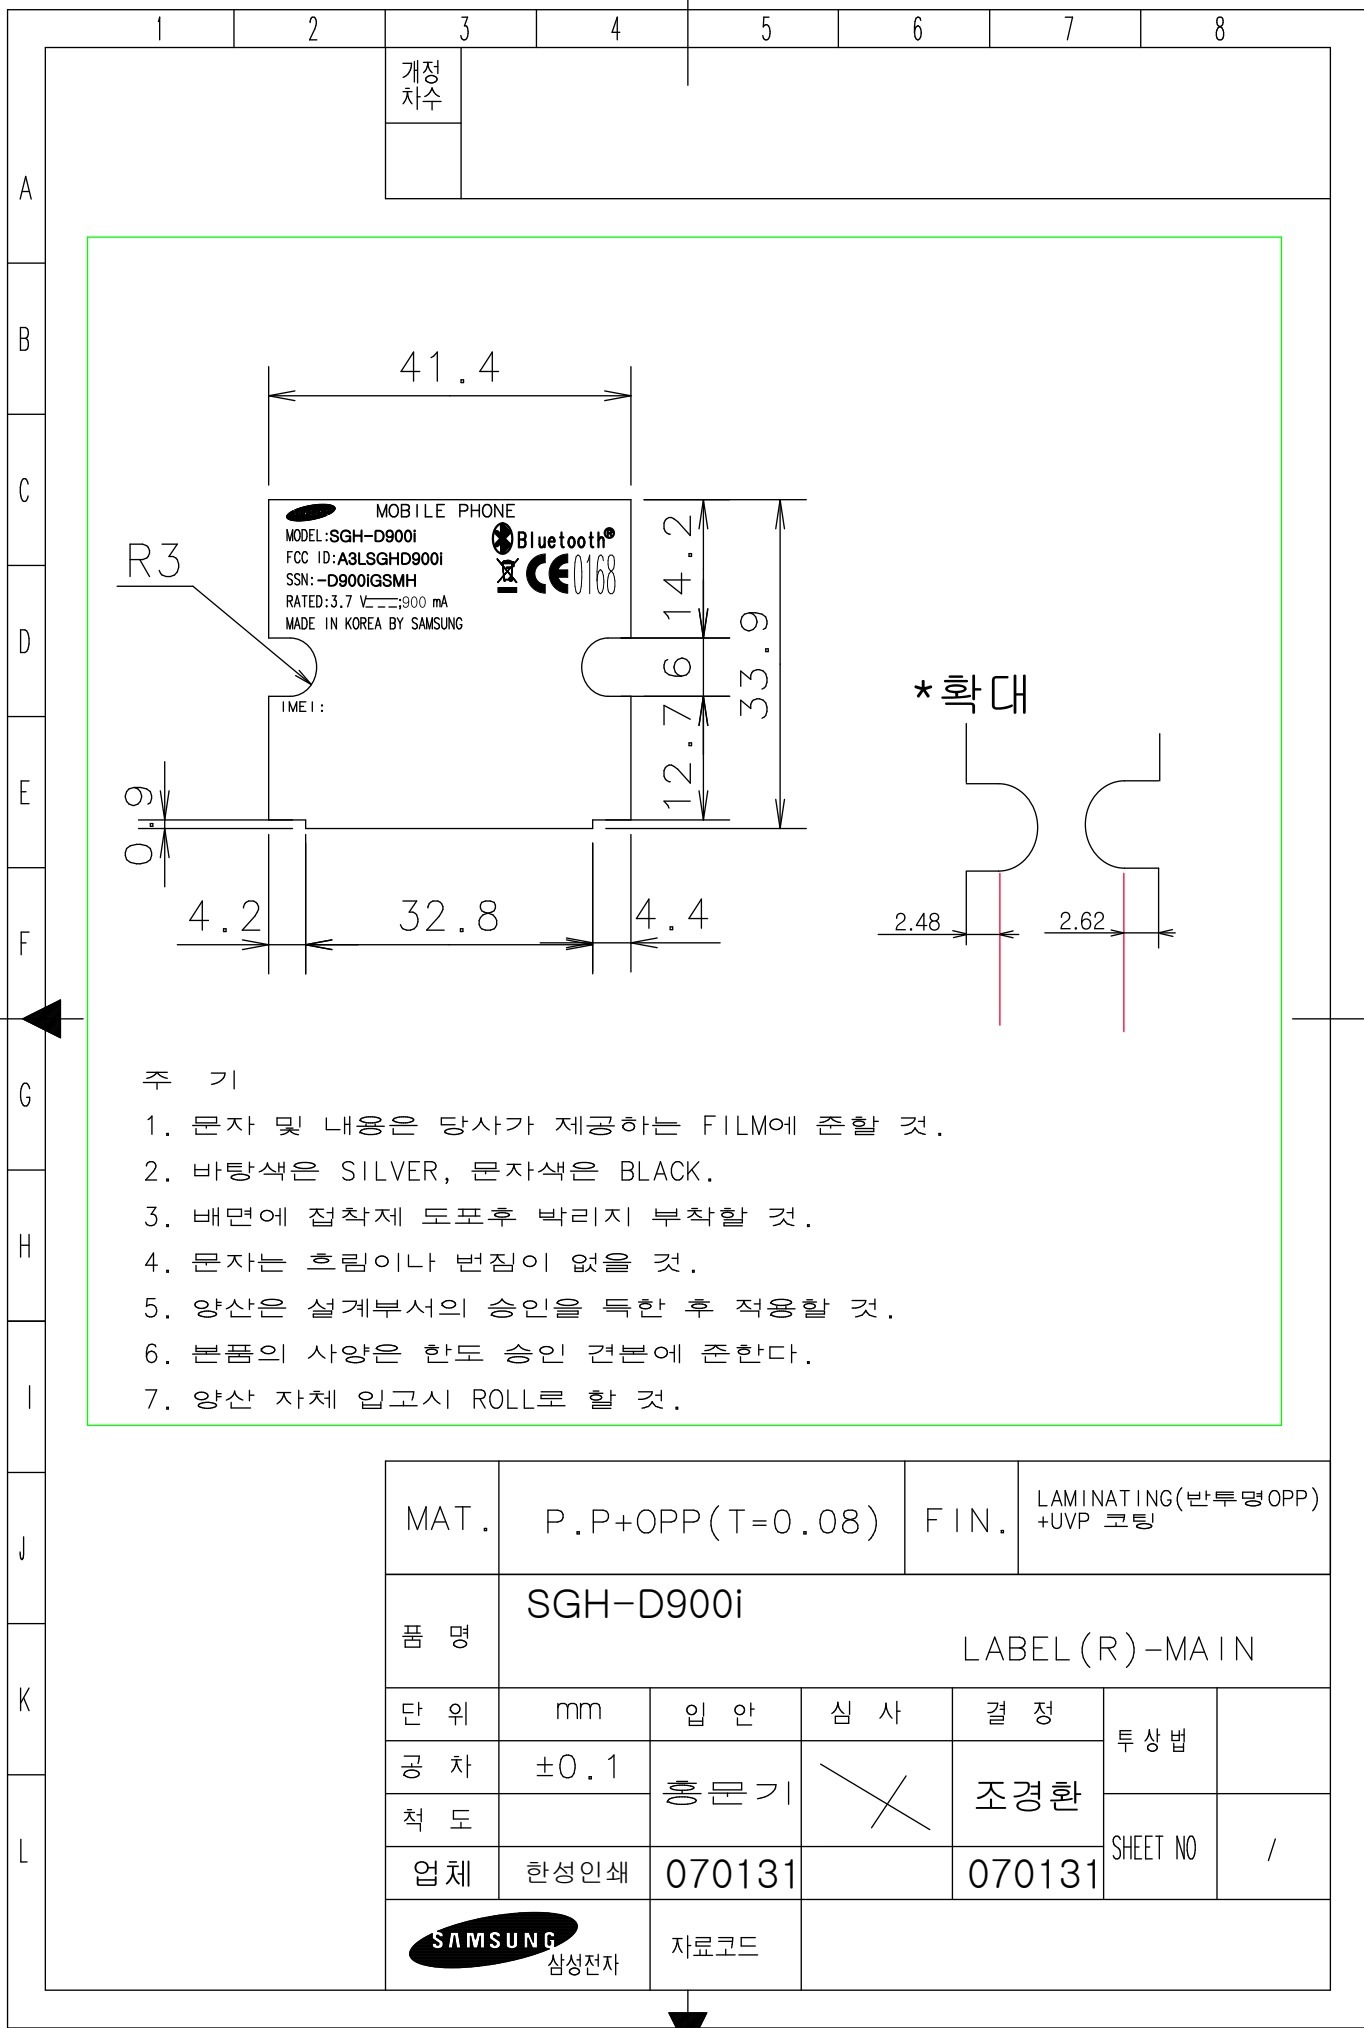 1 2 3 4 5 6 7 8
개정
차수
A
B
C
D
E
F
G
H
I
J
K
L
41.4
MOBILE PHONE
MODEL:SGH-D900i
FCC ID:A3LSGHD900i
SSN:-D900iGSMH
RATED:3.7 V;900 mA
MADE IN KOREA BY SAMSUNG
Bluetooth®
CE0168
IMEI:
R3
14.2
6
12.7
33.9
0.9
4.2
32.8
4.4
*확대
2.48
2.62
주 기
1. 문자 및 내용은 당사가 제공하는 FILM에 준할 것.
2. 바탕색은 SILVER, 문자색은 BLACK.
3. 배면에 접착제 도포후 박리지 부착할 것.
4. 문자는 흐림이나 번짐이 없을 것.
5. 양산은 설계부서의 승인을 득한 후 적용할 것.
6. 본품의 사양은 한도 승인 견본에 준한다.
7. 양산 자체 입고시 ROLL로 할 것.
MAT. P.P+OPP(T=0.08) FIN. LAMINATING(반투명OPP)
+UVP 코팅
품 명 SGH-D900i
LABEL(R)-MAIN
단 위 mm 입 안 심 사 결 정 투상법
공 차 ±0.1 홍문기 조경환
척 도 SHEET NO /
업체 한성인쇄 070131 070131
SAMSUNG 삼성전자 자료코드